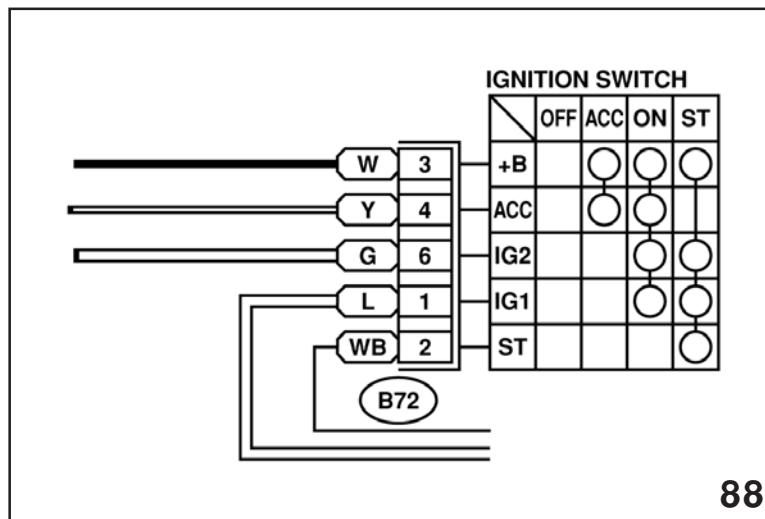 IGNITION SWITCH
OFF ACC ON ST
W 3 +B
Y 4 ACC
G 6 IG2
L 1 IG1
WB 2 ST
B72
88